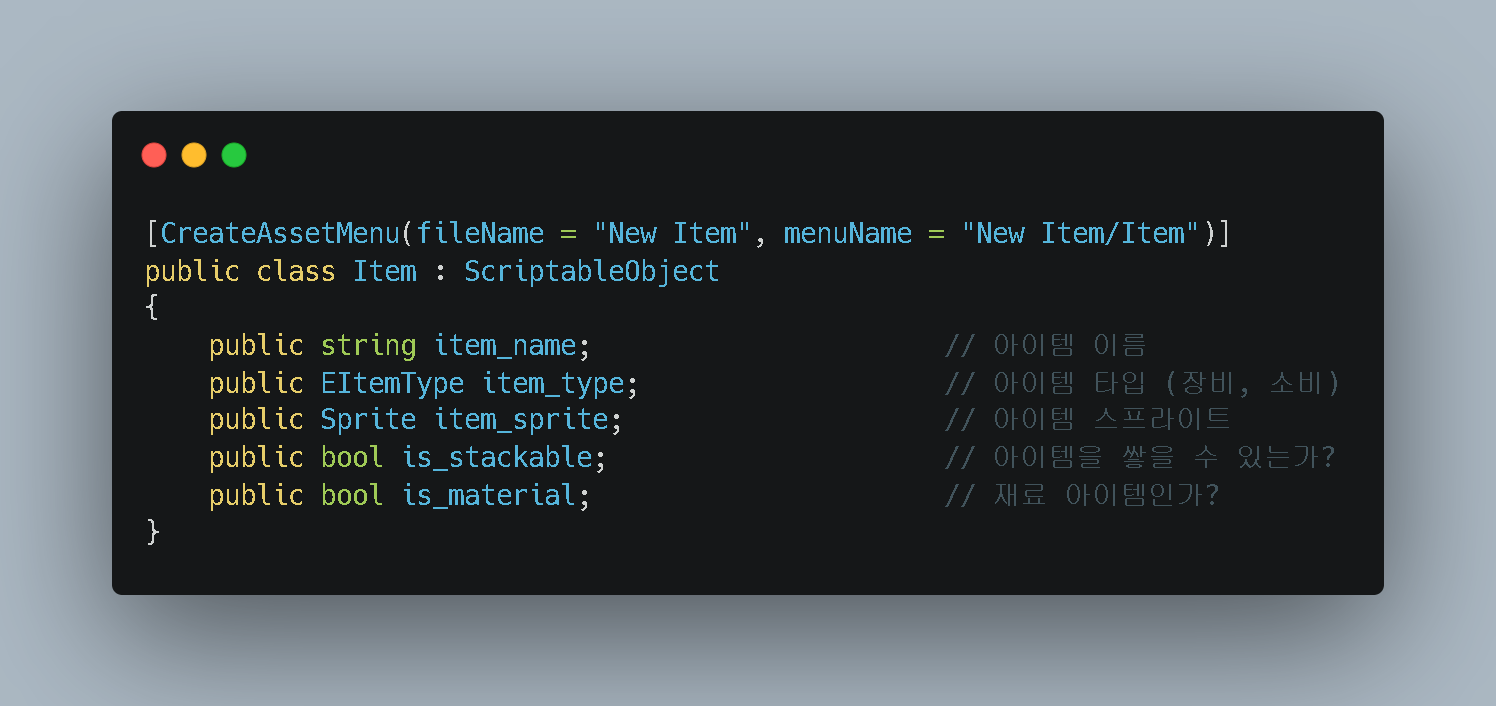 [CreateAssetMenu(fileName = "New Item", menuName = "New Item/Item")]
public class Item : ScriptableObject
{
    public string item_name;                      // 아이템 이름
    public EItemType item_type;                   // 아이템 타입 (장비, 소비)
    public Sprite item_sprite;                    // 아이템 스프라이트
    public bool is_stackable;                     // 아이템을 쌓을 수 있는가?
    public bool is_material;                      // 재료 아이템인가?
}